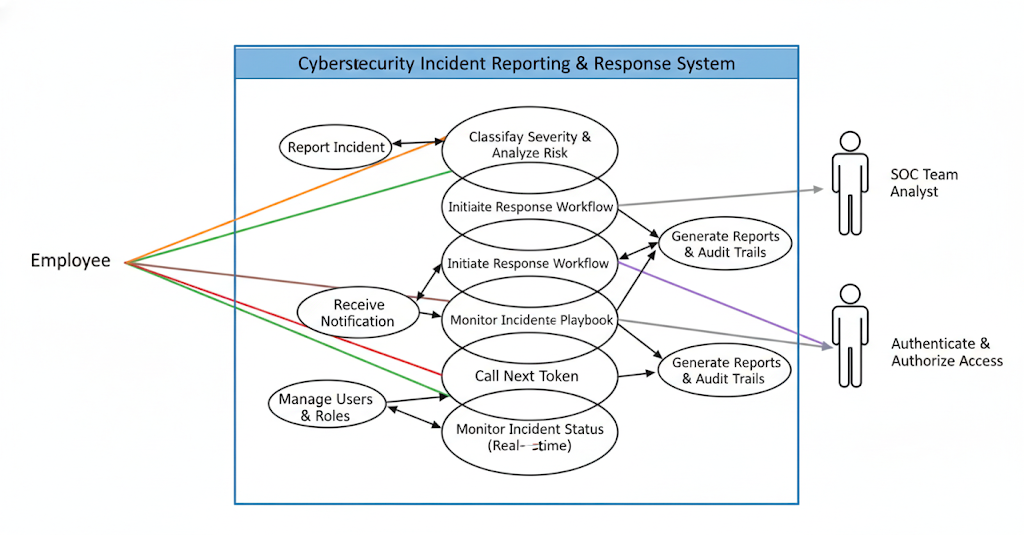 Cyberstecurity Incident Reporting & Response System
Report Incident
Classifay Severity &
Analyze Risk
SOC Team
Analyst
Initiaite Response Workflow
Generate Reports
& Audit Trails
Employee
Initiate Response Workflow
Receive
Notification
Monitor Incidente Playbook
Authenticate &
Authorize Access
Generate Reports
& Audit Trails
Call Next Token
Manage Users
& Roles
Monitor Incident Status
(Real-time)